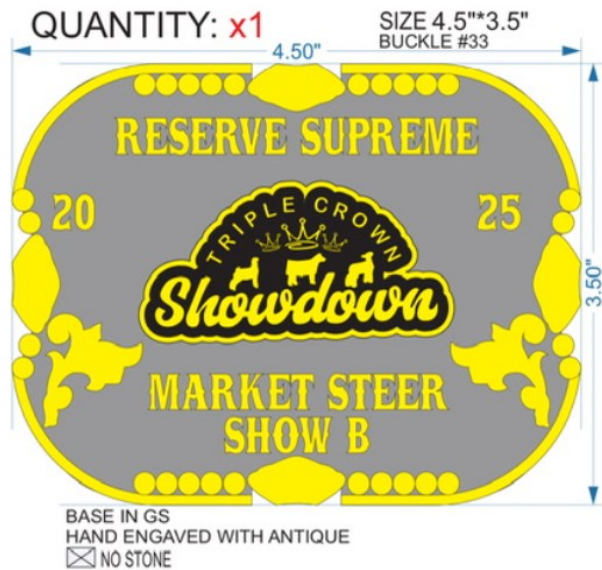 QUANTITY: x1
SIZE 4.5"*3.5"
BUCKLE #33
4.50"
RESERVE SUPREME
20
25
TRIPLE CROWN
Showdown
3.50"
MARKET STEER
SHOW B
BASE IN GS
HAND ENGAVED WITH ANTIQUE
NO STONE